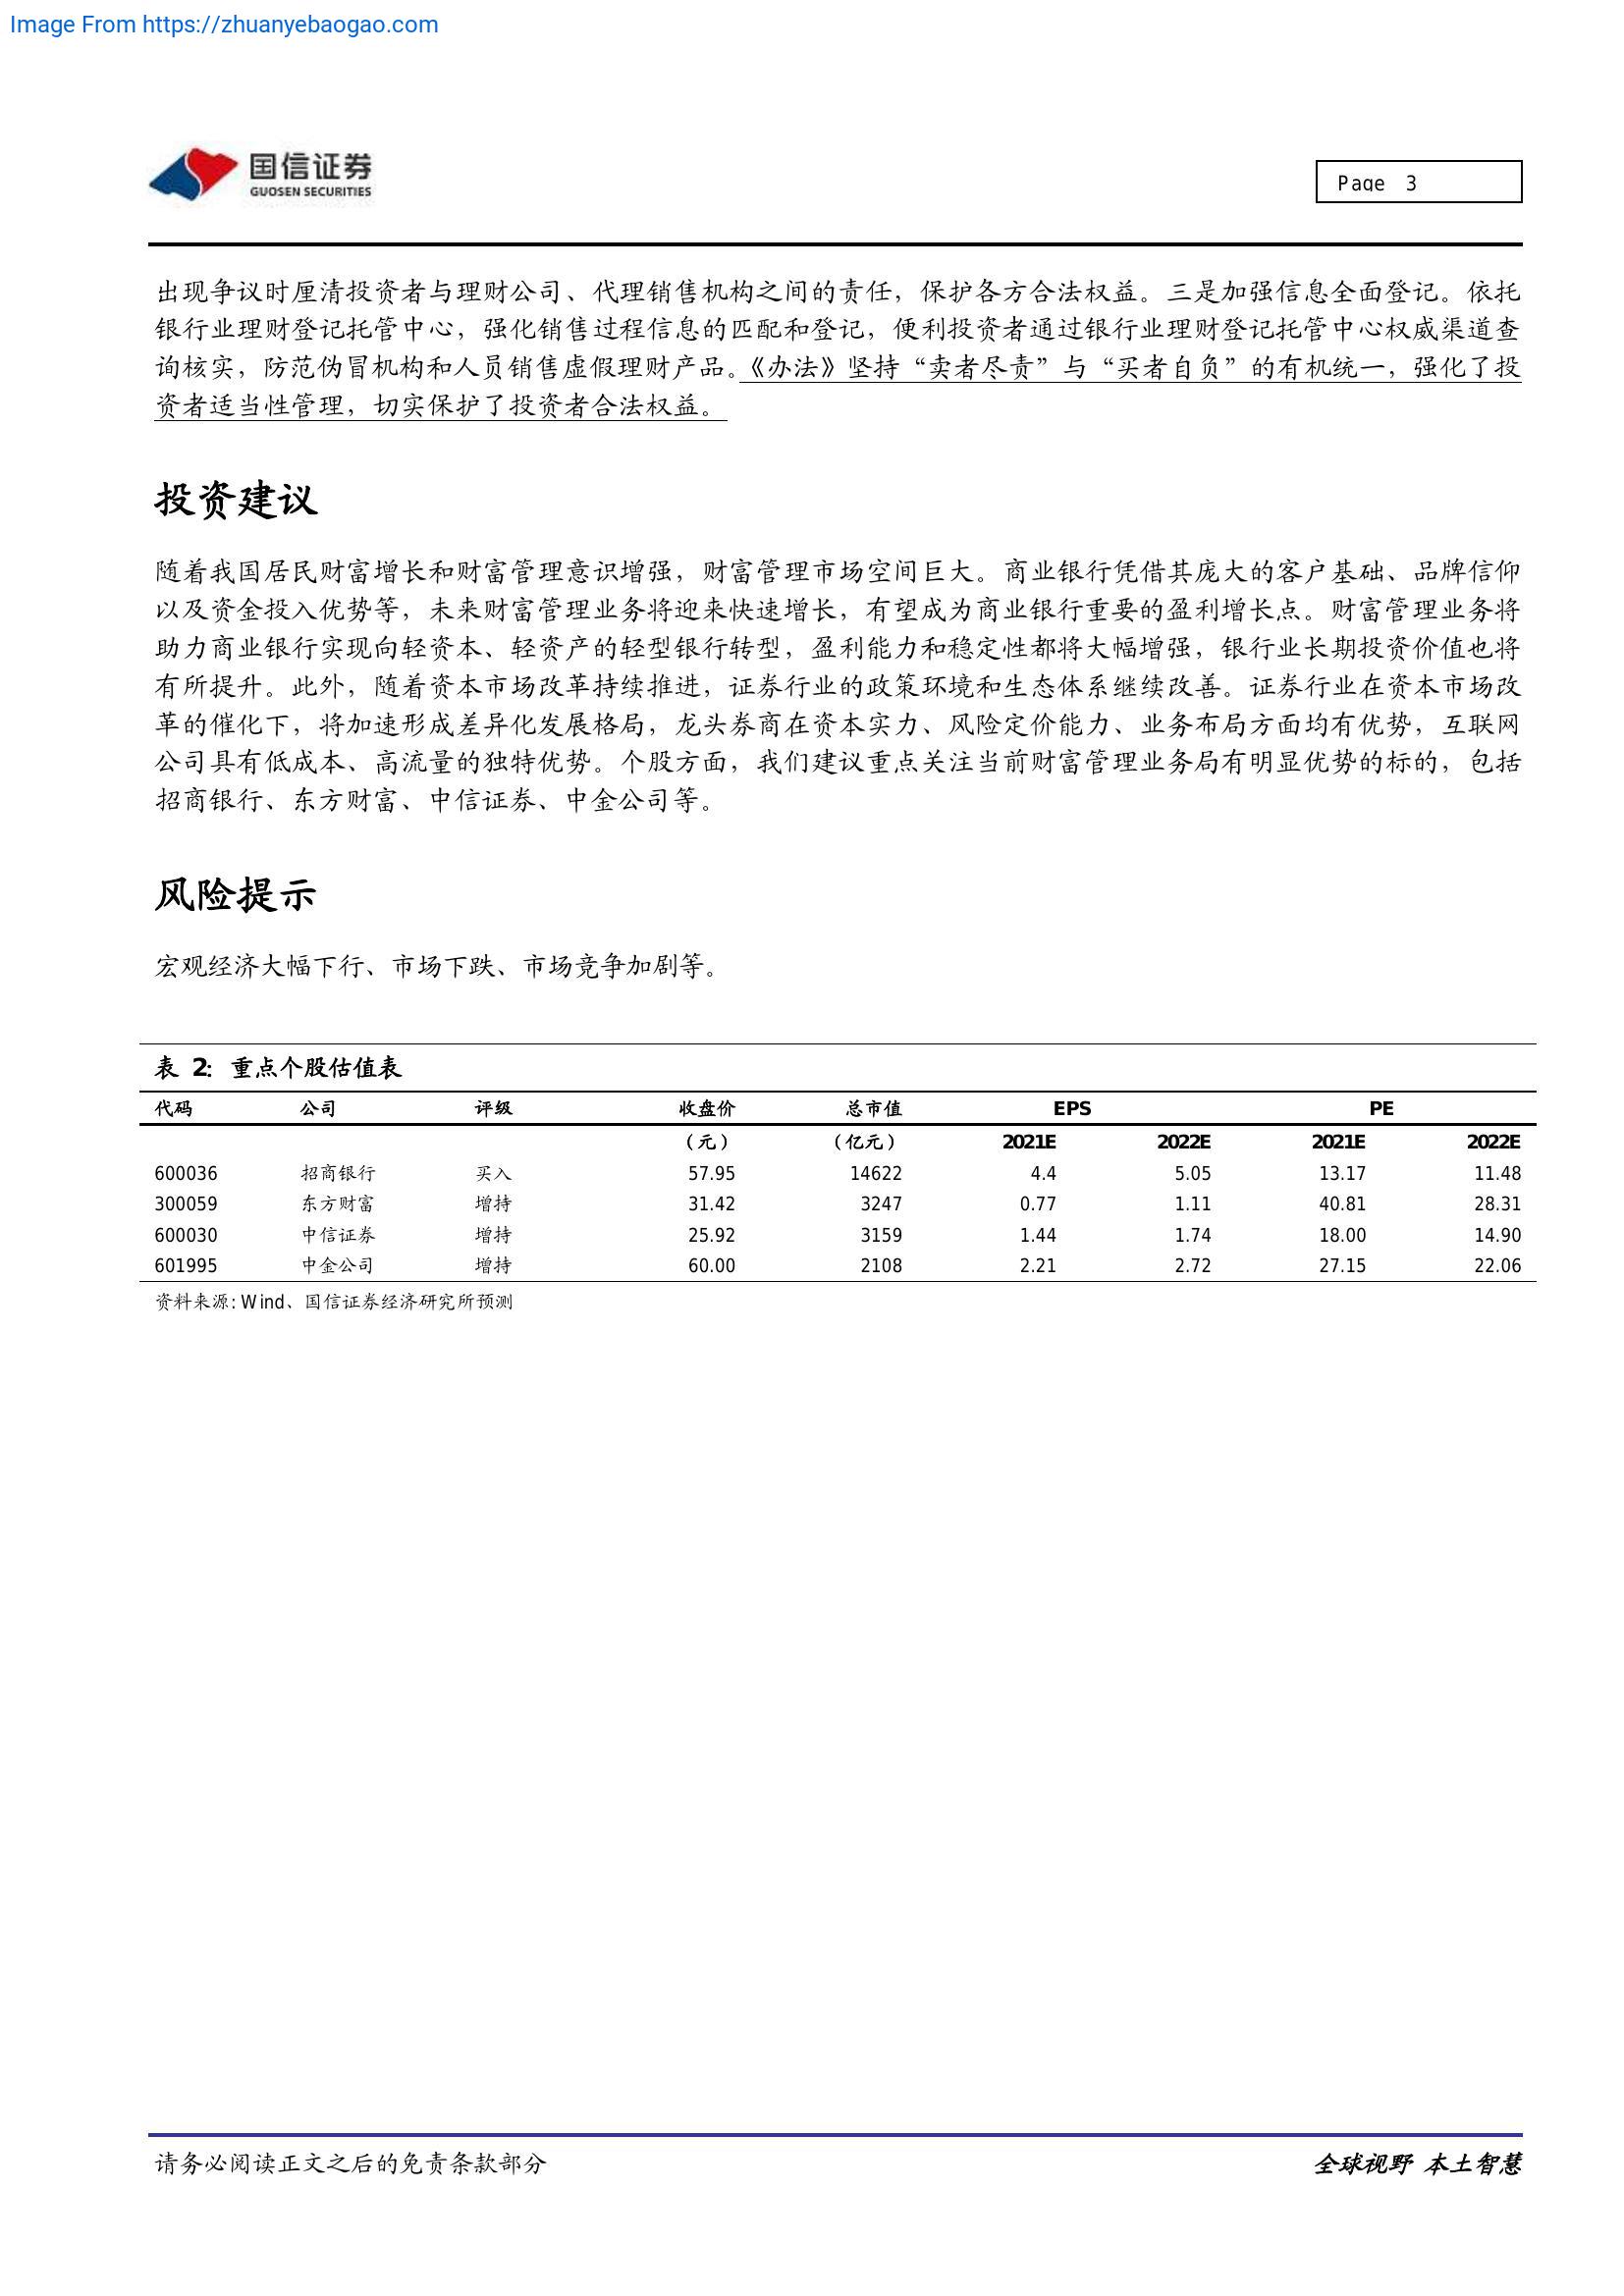 Image From https://zhuanyebaogao.com
国信证券
GUOSEN SECURITIES
Page 3
出现争议时厘清投资者与理财公司、代理销售机构之间的责任，保护各方合法权益。三是加强信息全面登记。依托
银行业理财登记托管中心，强化销售过程信息的匹配和登记，便利投资者通过银行业理财登记托管中心权威渠道查
询核实，防范伪冒机构和人员销售虚假理财产品。《办法》坚持“卖者尽责”与“买者自负”的有机统一，强化了投
资者适当性管理，切实保护了投资者合法权益。
投资建议
随着我国居民财富增长和财富管理意识增强，财富管理市场空间巨大。商业银行凭借其庞大的客户基础、品牌信仰
以及资金投入优势等，未来财富管理业务将迎来快速增长，有望成为商业银行重要的盈利增长点。财富管理业务将
助力商业银行实现向轻资本、轻资产的轻型银行转型，盈利能力和稳定性都将大幅增强，银行业长期投资价值也将
有所提升。此外，随着资本市场改革持续推进，证券行业的政策环境和生态体系继续改善。证券行业在资本市场改
革的催化下，将加速形成差异化发展格局，龙头券商在资本实力、风险定价能力、业务布局方面均有优势，互联网
公司具有低成本、高流量的独特优势。个股方面，我们建议重点关注当前财富管理业务局有明显优势的标的，包括
招商银行、东方财富、中信证券、中金公司等。
风险提示
宏观经济大幅下行、市场下跌、市场竞争加剧等。
表 2：重点个股估值表
代码 公司 评级 收盘价 总市值 EPS PE
（元） （亿元） 2021E 2022E 2021E 2022E
600036 招商银行 买入 57.95 14622 4.4 5.05 13.17 11.48
300059 东方财富 增持 31.42 3247 0.77 1.11 40.81 28.31
600030 中信证券 增持 25.92 3159 1.44 1.74 18.00 14.90
601995 中金公司 增持 60.00 2108 2.21 2.72 27.15 22.06
资料来源：Wind、国信证券经济研究所预测
请务必阅读正文之后的免责条款部分 全球视野 本土智慧